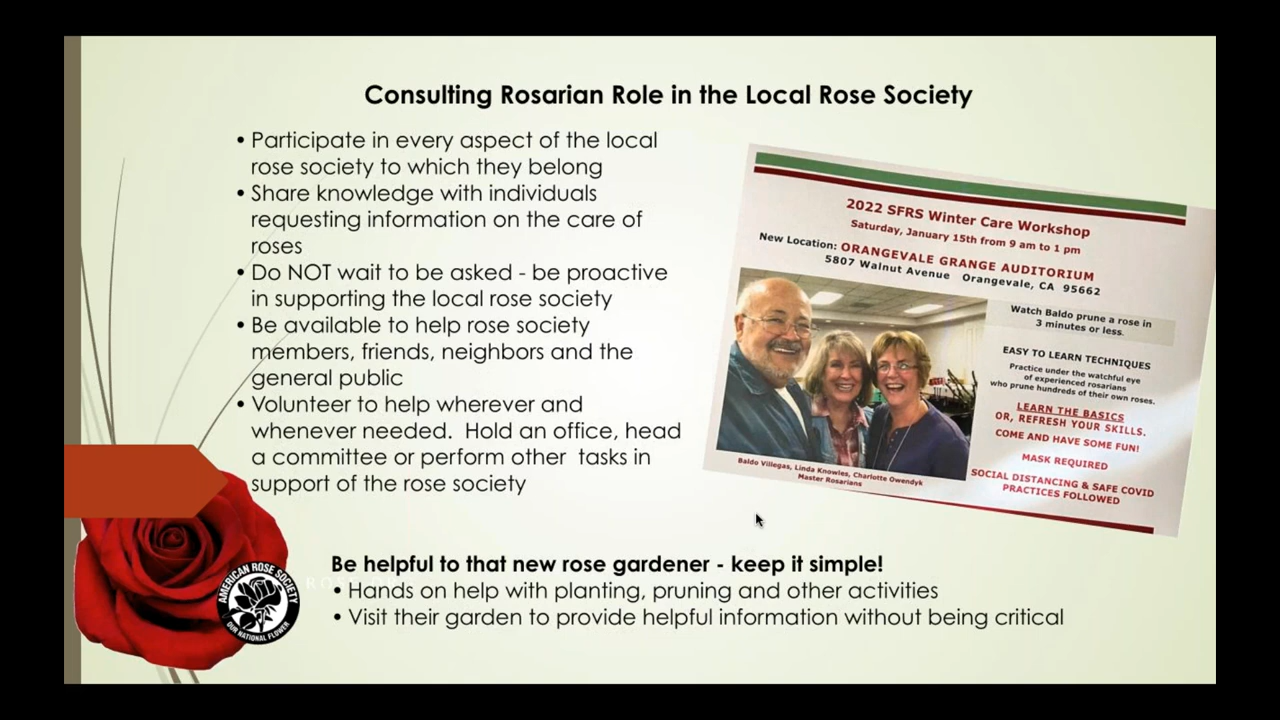 Consulting Rosarian Role in the Local Rose Society
• Participate in every aspect of the local
rose society to which they belong
• Share knowledge with individuals
requesting information on the care of
roses
• Do NOT wait to be asked - be proactive
in supporting the local rose society
• Be available to help rose society
members, friends, neighbors and the
general public
• Volunteer to help wherever and
whenever needed.  Hold an office, head
a committee or perform other  tasks in
support of the rose society
2022 SFRS Winter Care Workshop
Saturday, January 15th from 9 am to 1 pm
New Location: ORANGEVALE GRANGE AUDITORIUM
5807 Walnut Avenue   Orangevale, CA  95662
Watch Baldo prune a rose in
3 minutes or less.
EASY TO LEARN TECHNIQUES
Practice under the watchful eye
of experienced rosarians
who prune hundreds of their own roses.
LEARN THE BASICS
OR, REFRESH YOUR SKILLS.
COME AND HAVE SOME FUN!
MASK REQUIRED
SOCIAL DISTANCING & SAFE COVID
PRACTICES FOLLOWED
Baldo Villegas, Linda Knowles, Charlotte Owendyk
Master Rosarians
Be helpful to that new rose gardener - keep it simple!
• Hands on help with planting, pruning and other activities
• Visit their garden to provide helpful information without being critical
AMERICAN ROSE SOCIETY
OUR NATIONAL FLOWER